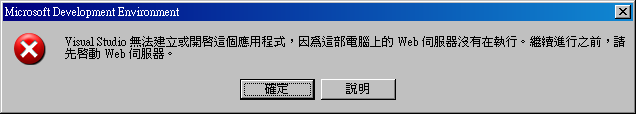 Microsoft Development Environment
Visual Studio 無法建立或開啓這個應用程式，因爲這部電腦上的 Web 伺服器沒有在執行。繼續進行之前，請
先啓動 Web 伺服器。
確定
說明